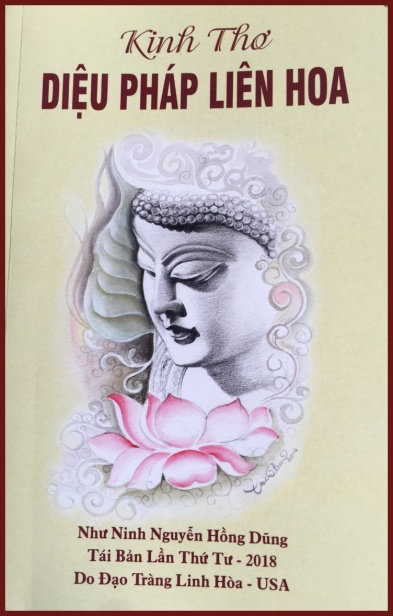 Kinh Thơ
DIỆU PHÁP LIÊN HOA
2014
Như Ninh Nguyễn Hồng Dũng
Tái Bản Lần Thứ Tư - 2018
Do Đạo Tràng Linh Hòa - USA